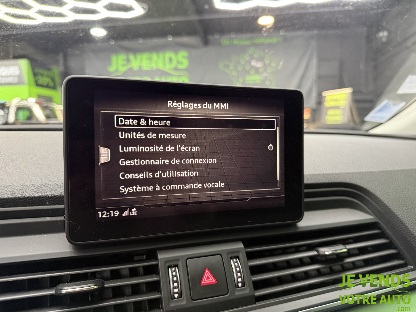 JE VENDS
Réglages du MMI
Date & heure
Unités de mesure
Luminosité de l'écran
Gestionnaire de connexion
Conseils d'utilisation
Système à commande vocale
12:19
JE VENDS
VOTRE AUTO
.com